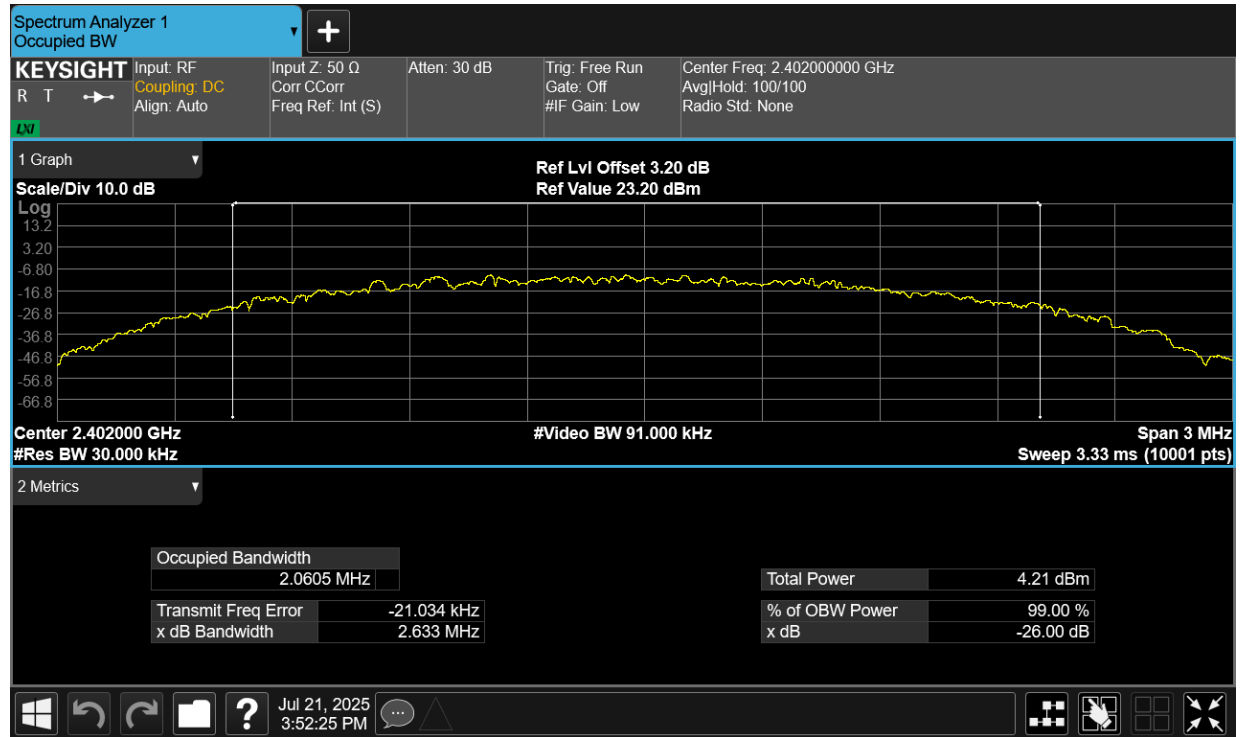 Spectrum Analyzer 1
Occupied BW
+
KEYSIGHT Input: RF Input Z: 50 Ω Atten: 30 dB Trig: Free Run Center Freq: 2.402000000 GHz
R T Coupling: DC Corr CCorr Gate: Off Avg|Hold: 100/100
Align: Auto Freq Ref: Int (S) #IF Gain: Low Radio Std: None
LXI
1 Graph
Ref Lvl Offset 3.20 dB
Scale/Div 10.0 dB Ref Value 23.20 dBm
Log
13.2
3.20
-6.80
-16.8
-26.8
-36.8
-46.8
-56.8
-66.8
Center 2.402000 GHz #Video BW 91.000 kHz Span 3 MHz
#Res BW 30.000 kHz Sweep 3.33 ms (10001 pts)
2 Metrics
Occupied Bandwidth
2.0605 MHz
Total Power 4.21 dBm
Transmit Freq Error -21.034 kHz % of OBW Power 99.00 %
x dB Bandwidth 2.633 MHz x dB -26.00 dB
? Jul 21, 2025
3:52:25 PM